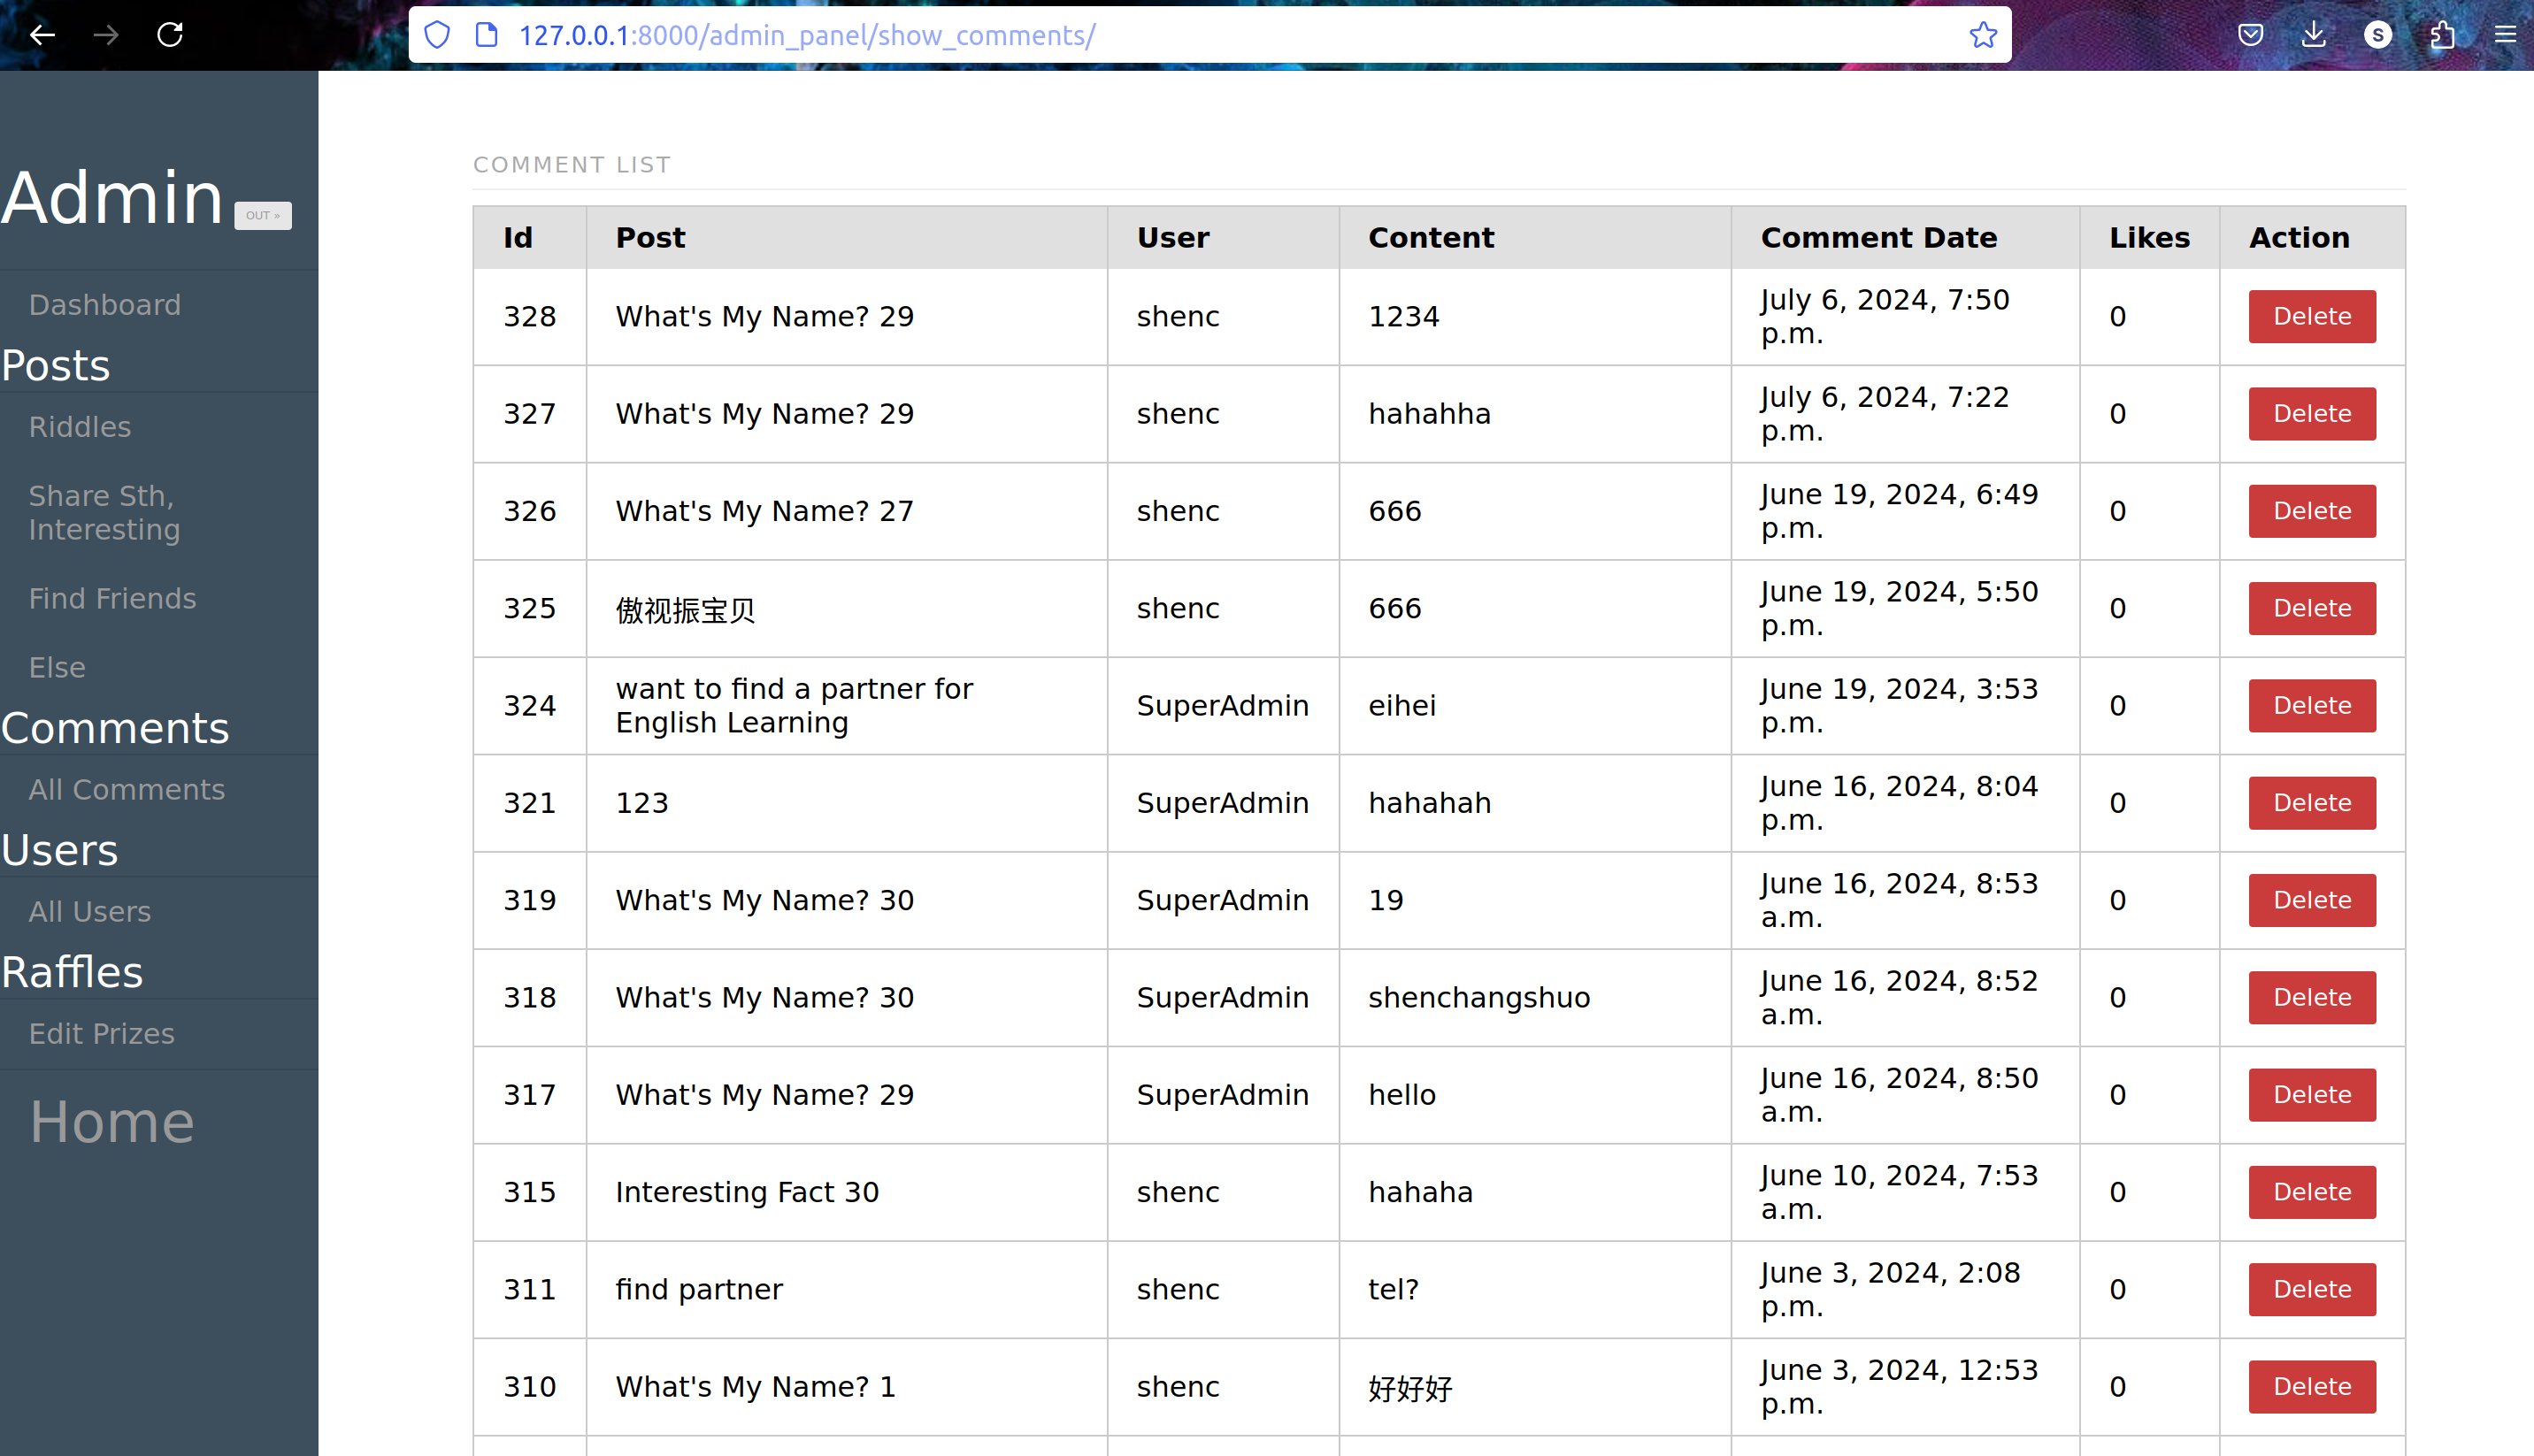 127.0.0.1:8000/admin_panel/show_comments/
S
Admin OUT »
Dashboard
Posts
Riddles
Share Sth,
Interesting
Find Friends
Else
Comments
All Comments
Users
All Users
Raffles
Edit Prizes
Home
COMMENT LIST
Id Post User Content Comment Date Likes Action
328 What's My Name? 29 shenc 1234 July 6, 2024, 7:50 p.m. 0 Delete
327 What's My Name? 29 shenc hahahha July 6, 2024, 7:22 p.m. 0 Delete
326 What's My Name? 27 shenc 666 June 19, 2024, 6:49 p.m. 0 Delete
325 傲视振宝贝 shenc 666 June 19, 2024, 5:50 p.m. 0 Delete
324 want to find a partner for English Learning SuperAdmin eihei June 19, 2024, 3:53 p.m. 0 Delete
321 123 SuperAdmin hahahah June 16, 2024, 8:04 p.m. 0 Delete
319 What's My Name? 30 SuperAdmin 19 June 16, 2024, 8:53 a.m. 0 Delete
318 What's My Name? 30 SuperAdmin shenchangshuo June 16, 2024, 8:52 a.m. 0 Delete
317 What's My Name? 29 SuperAdmin hello June 16, 2024, 8:50 a.m. 0 Delete
315 Interesting Fact 30 shenc hahaha June 10, 2024, 7:53 a.m. 0 Delete
311 find partner shenc tel? June 3, 2024, 2:08 p.m. 0 Delete
310 What's My Name? 1 shenc 好好好 June 3, 2024, 12:53 p.m. 0 Delete